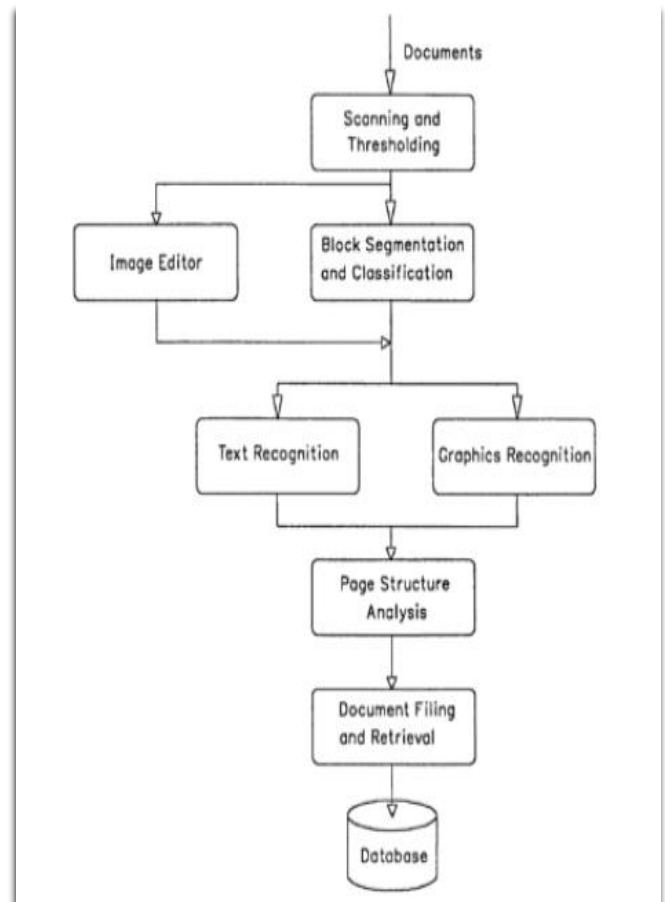 Documents
Scanning and
Thresholding
Image Editor
Block Segmentation
and Classification
Text Recognition
Graphics Recognition
Page Structure
Analysis
Document Filing
and Retrieval
Database